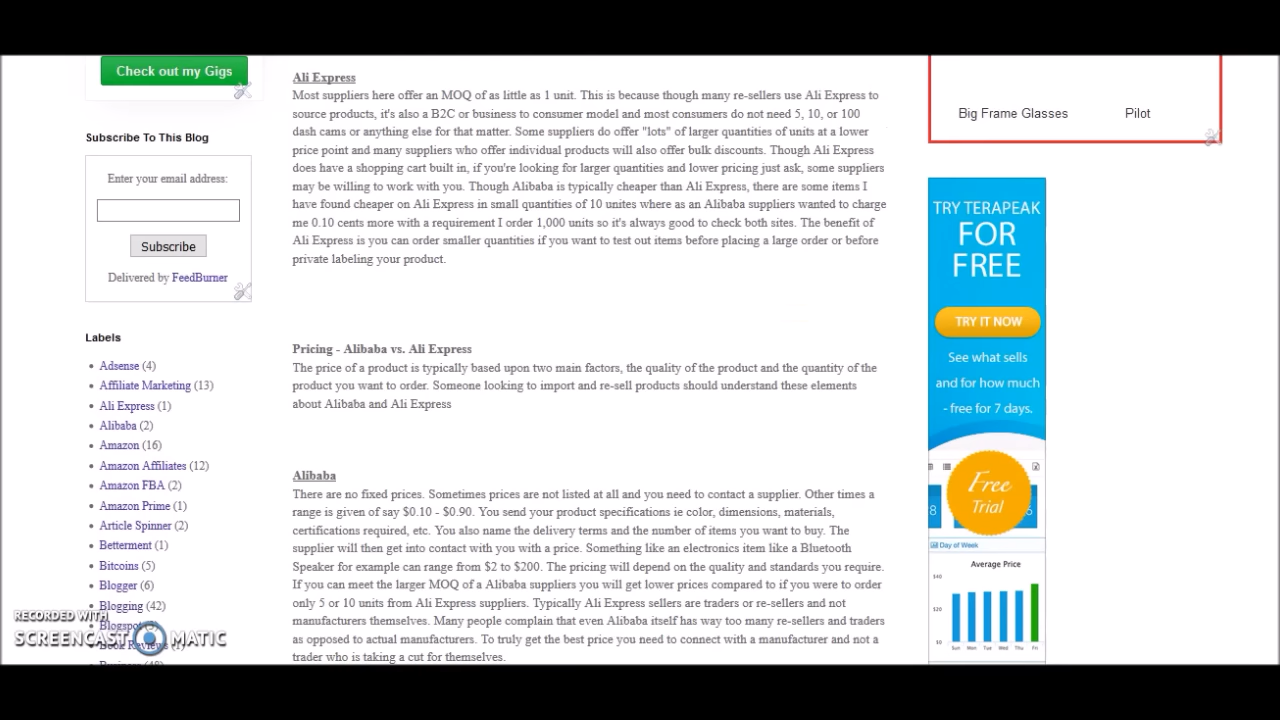 Check out my Gigs
Subscribe To This Blog
Enter your email address:
Subscribe
Delivered by FeedBurner
Labels
Adsense (4)
Affiliate Marketing (13)
Ali Express (1)
Alibaba (2)
Amazon (16)
Amazon Affiliates (12)
Amazon FBA (2)
Amazon Prime (1)
Article Spinner (2)
Betterment (1)
Bitcoins (5)
Blogger (6)
Blogging (42)
Blogspot
Book Reviews (1)
RECORDED WITH
SCREENCAST MATIC
Ali Express
Most suppliers here offer an MOQ of as little as 1 unit. This is because though many re-sellers use Ali Express to
source products, it's also a B2C or business to consumer model and most consumers do not need 5, 10, or 100
dash cams or anything else for that matter. Some suppliers do offer "lots" of larger quantities of units at a lower
price point and many suppliers who offer individual products will also offer bulk discounts. Though Ali Express
does have a shopping cart built in, if you're looking for larger quantities and lower pricing just ask, some suppliers
may be willing to work with you. Though Alibaba is typically cheaper than Ali Express, there are some items I
have found cheaper on Ali Express in small quantities of 10 unites where as an Alibaba suppliers wanted to charge
me 0.10 cents more with a requirement I order 1,000 units so it's always good to check both sites. The benefit of
Ali Express is you can order smaller quantities if you want to test out items before placing a large order or before
private labeling your product.
Pricing - Alibaba vs. Ali Express
The price of a product is typically based upon two main factors, the quality of the product and the quantity of the
product you want to order. Someone looking to import and re-sell products should understand these elements
about Alibaba and Ali Express
Alibaba
There are no fixed prices. Sometimes prices are not listed at all and you need to contact a supplier. Other times a
range is given of say $0.10 - $0.90. You send your product specifications ie color, dimensions, materials,
certifications required, etc. You also name the delivery terms and the number of items you want to buy. The
supplier will then get into contact with you with a price. Something like an electronics item like a Bluetooth
Speaker for example can range from $2 to $200. The pricing will depend on the quality and standards you require.
If you can meet the larger MOQ of a Alibaba suppliers you will get lower prices compared to if you were to order
only 5 or 10 units from Ali Express suppliers. Typically Ali Express sellers are traders or re-sellers and not
manufacturers themselves. Many people complain that even Alibaba itself has way too many re-sellers and traders
as opposed to actual manufacturers. To truly get the best price you need to connect with a manufacturer and not a
trader who is taking a cut for themselves.
Big Frame Glasses Pilot
TRY TERAPEAK
FOR
FREE
TRY IT NOW
See what sells
and for how much
- free for 7 days.
Free
Trial
Day of Week
Average Price
$40
$20
$0
Sun Mon Tue Wed Thu Fri